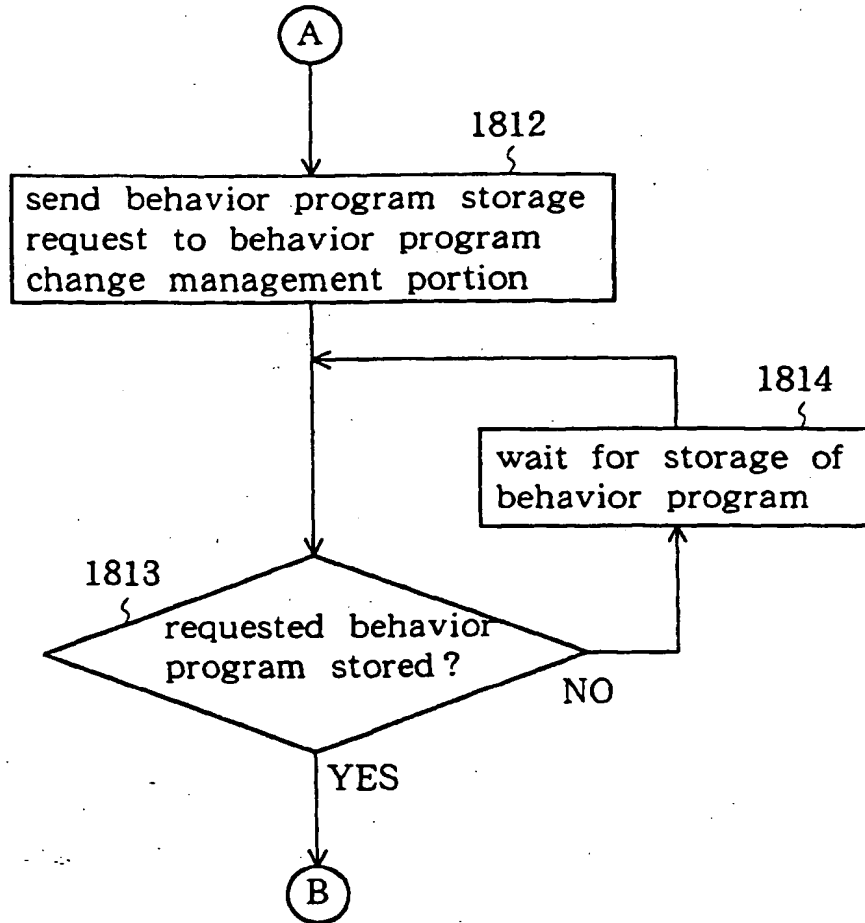 A
1812
send behavior program storage
request to behavior program
change management portion
1814
wait for storage of
behavior program
1813
requested behavior
program stored?
NO
YES
B